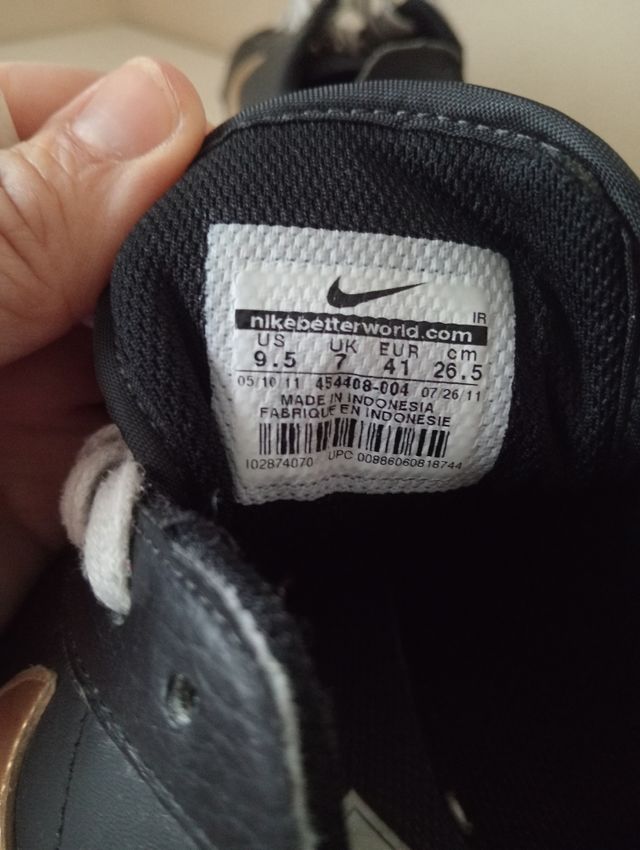 IR
nikebetterworld.com
US UK EUR cm
9.5 7 41 26.5
05/10 11 454408-004 07/26/11
MADE IN INDONESIA
FABRIQUE EN INDONESIE
IO2874070 UPC 00886060818744